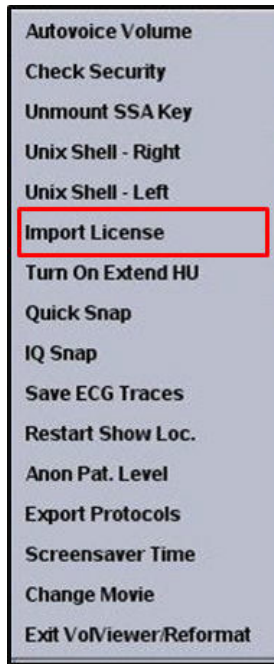 Autovoice Volume
Check Security
Unmount SSA Key
Unix Shell - Right
Unix Shell - Left
Import License
Turn On Extend HU
Quick Snap
IQ Snap
Save ECG Traces
Restart Show Loc.
Anon Pat. Level
Export Protocols
Screensaver Time
Change Movie
Exit VolViewer/Reformat